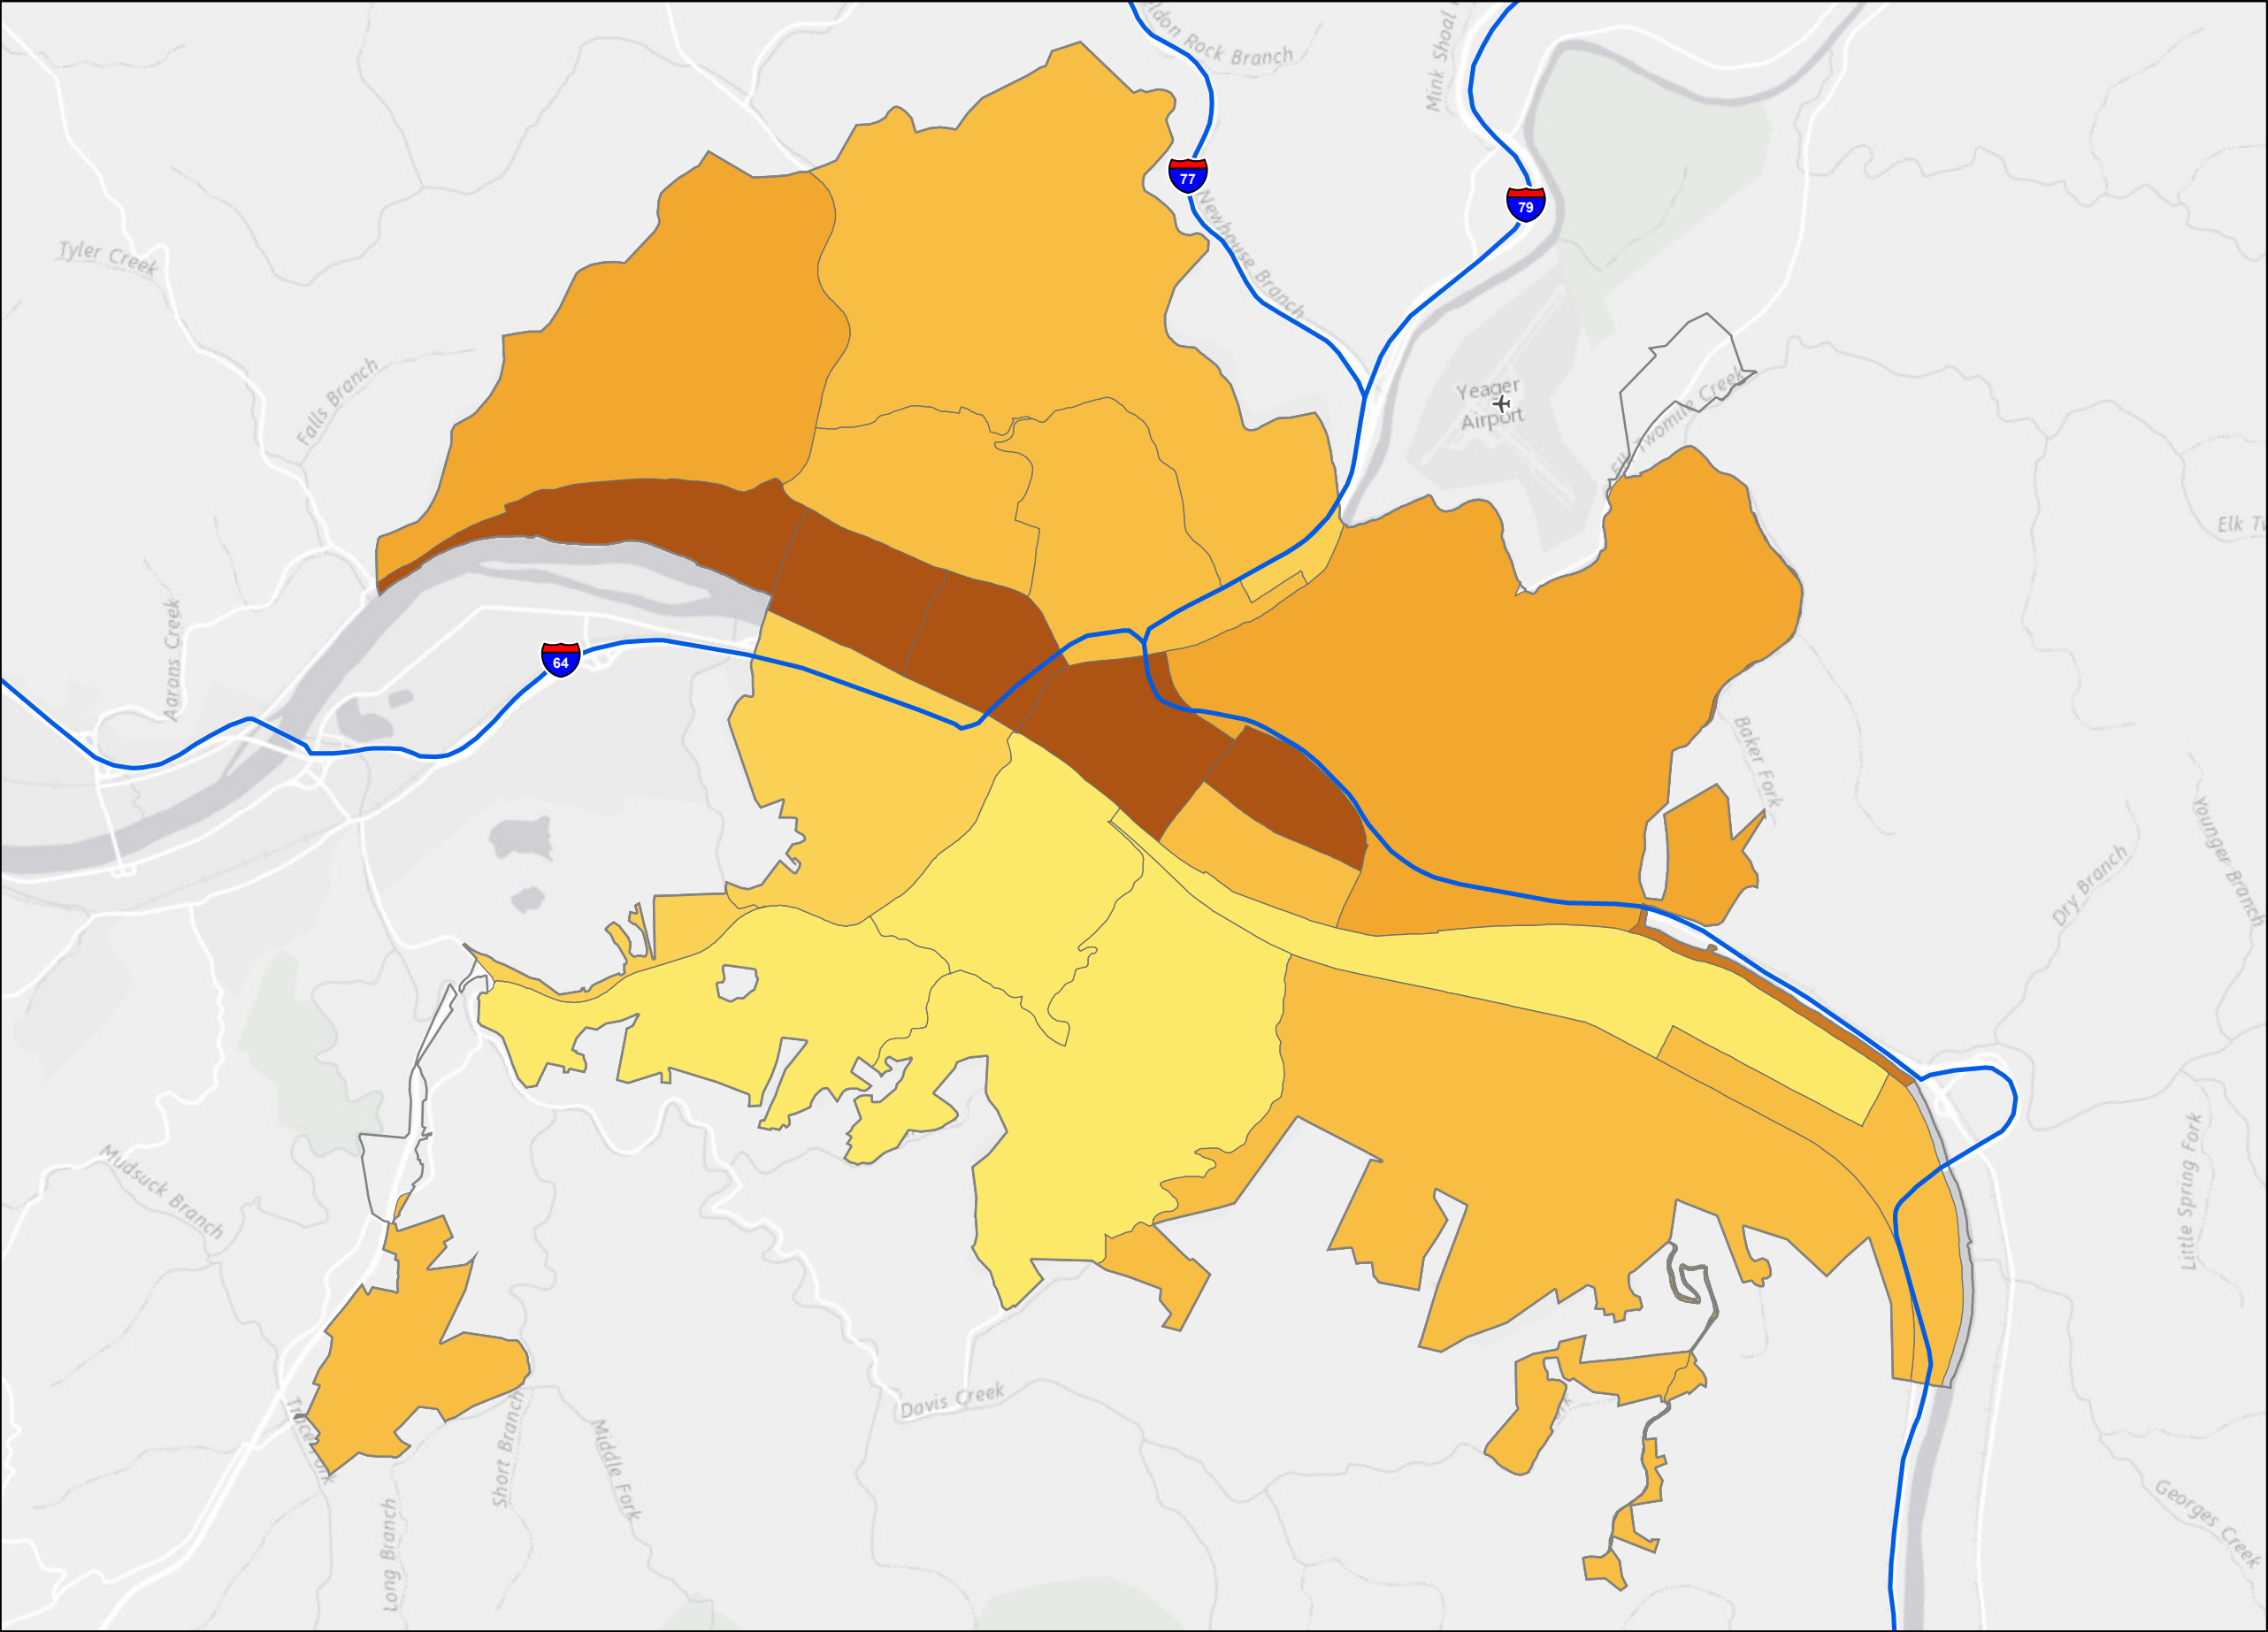 Rock Branch
Mink Shoal
77
79
Newhouse Branch
Tyler Creek
Falls Branch
Yeager
Airport
Elk Twomile Creek
Elk
Aarons Creek
64
Baker Fork
Younger Branch
Dry Branch
Mudsuck Branch
Little Spring Fork
Davis Creek
Short Branch
Middle Fork
Long Branch
Georges Creek